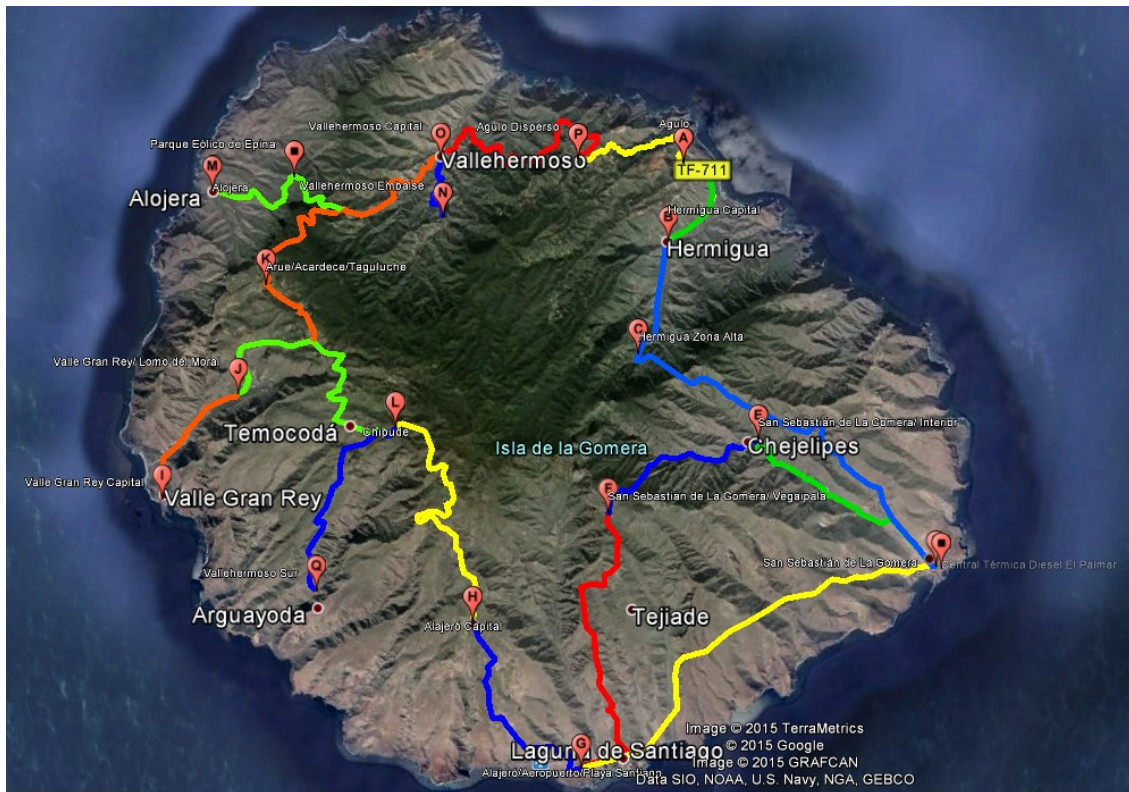 Vallehermoso Capital
O
Agulo Disperso
P
Agulo
A
Parque Eólico de Epina
Vallehermoso
M
TF-711
Alojera
Vallehermoso Embalse
Alojera
N
B
Hermigua Capital
Hermigua
K
Arue/Acardece/Taguluche
C
Hermigua Zona Alta
Valle Gran Rey/ Lomo del Moral
J
L
E
San Sebastián de La Gomera/ Interior
Temocodá
Chipude
Isla de la Gomera
Chejelipes
I
Valle Gran Rey Capital
Valle Gran Rey
F
San Sebastián de La Gomera/ Vegaipala
San Sebastián de La Gomera
Central Térmica Diesel El Palmar
Q
Vallehermoso Sur
Arguayoda
H
Alajeró Capital
Tejiade
Image © 2015 TerraMetrics
G
Laguna de Santiago
© 2015 Google
Image © 2015 GRAFCAN
Alajeró/Aeropuerto/Playa Santiago
Data SIO, NOAA, U.S. Navy, NGA, GEBCO